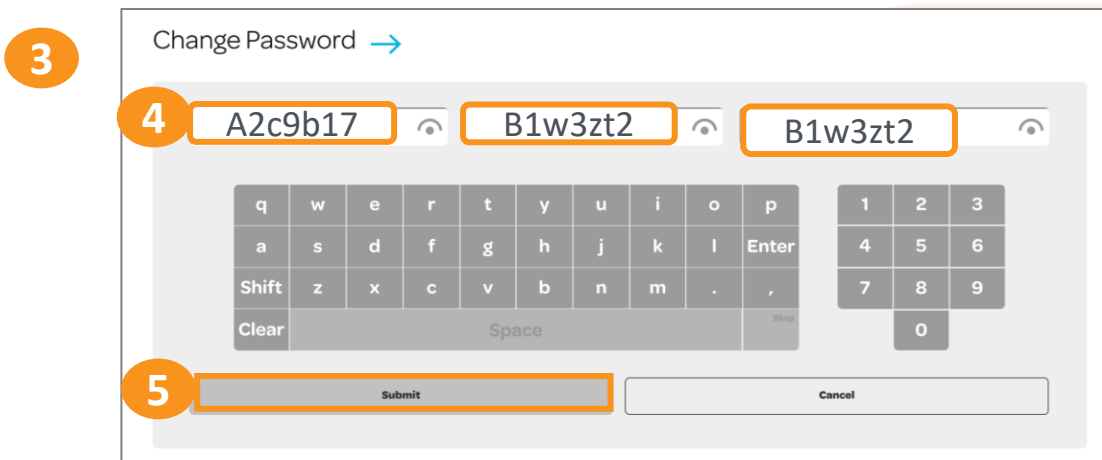 3
Change Password →
4
A2c9b17 B1w3zt2 B1w3zt2
q w e r t y u i o p 1 2 3
a s d f g h j k l Enter 4 5 6
Shift z x c v b n m . , 7 8 9
Clear Space Bksp 0
5
Submit Cancel